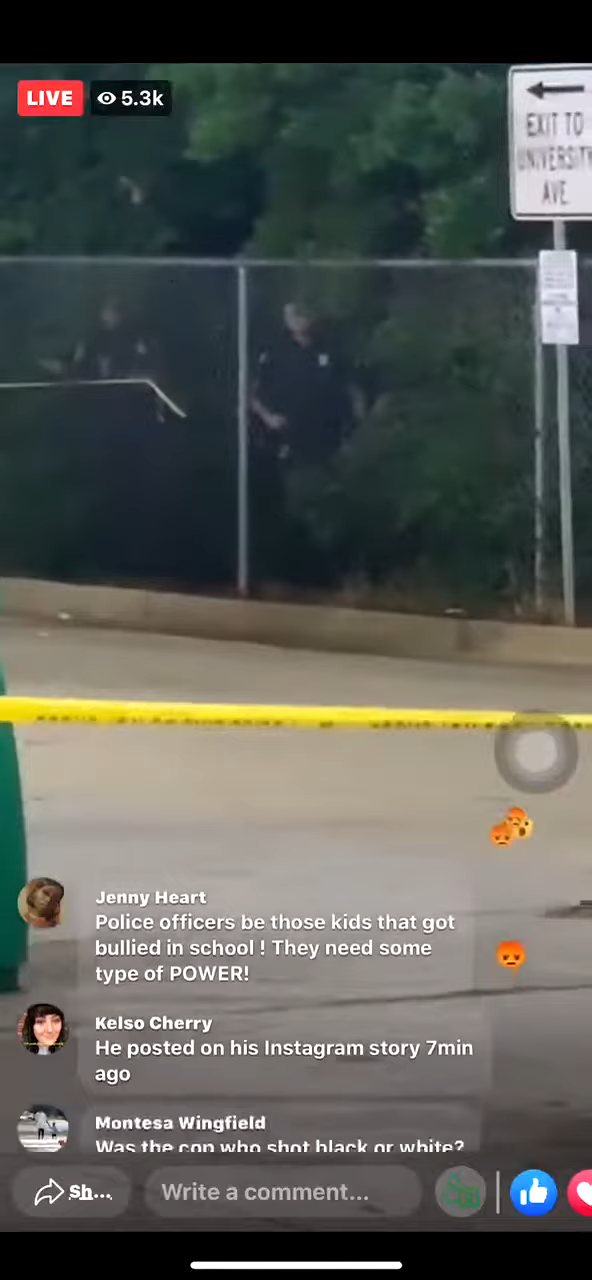 LIVE
5.3k
EXIT TO
UNIVERSITY
AVE
Jenny Heart
Police officers be those kids that got
bullied in school ! They need some
type of POWER!
Kelso Cherry
He posted on his Instagram story 7min
ago
Montesa Wingfield
Was the cop who shot black or white?
Sh...
Write a comment...